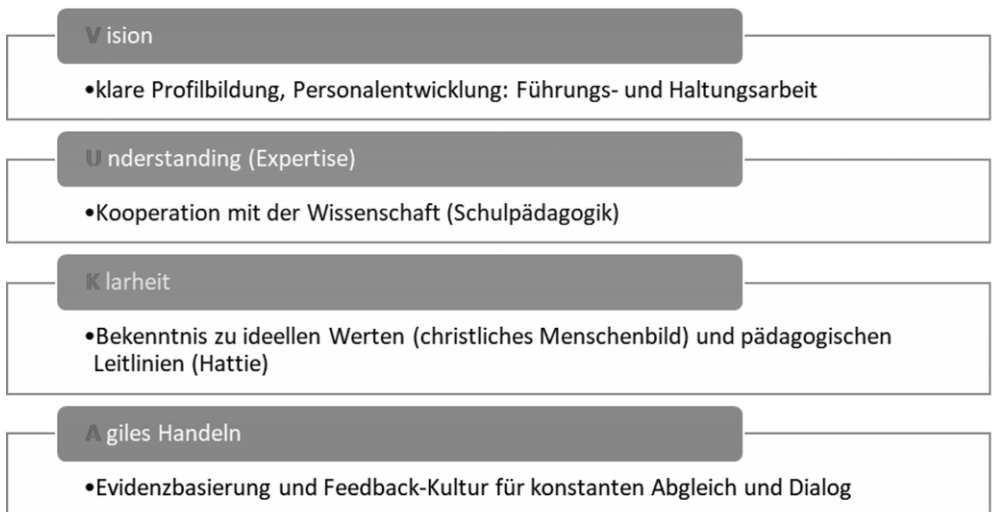 Vision
•klare Profilbildung, Personalentwicklung: Führungs- und Haltungsarbeit
Understanding (Expertise)
•Kooperation mit der Wissenschaft (Schulpädagogik)
Klarheit
•Bekenntnis zu ideellen Werten (christliches Menschenbild) und pädagogischen
Leitlinien (Hattie)
Agiles Handeln
•Evidenzbasierung und Feedback-Kultur für konstanten Abgleich und Dialog